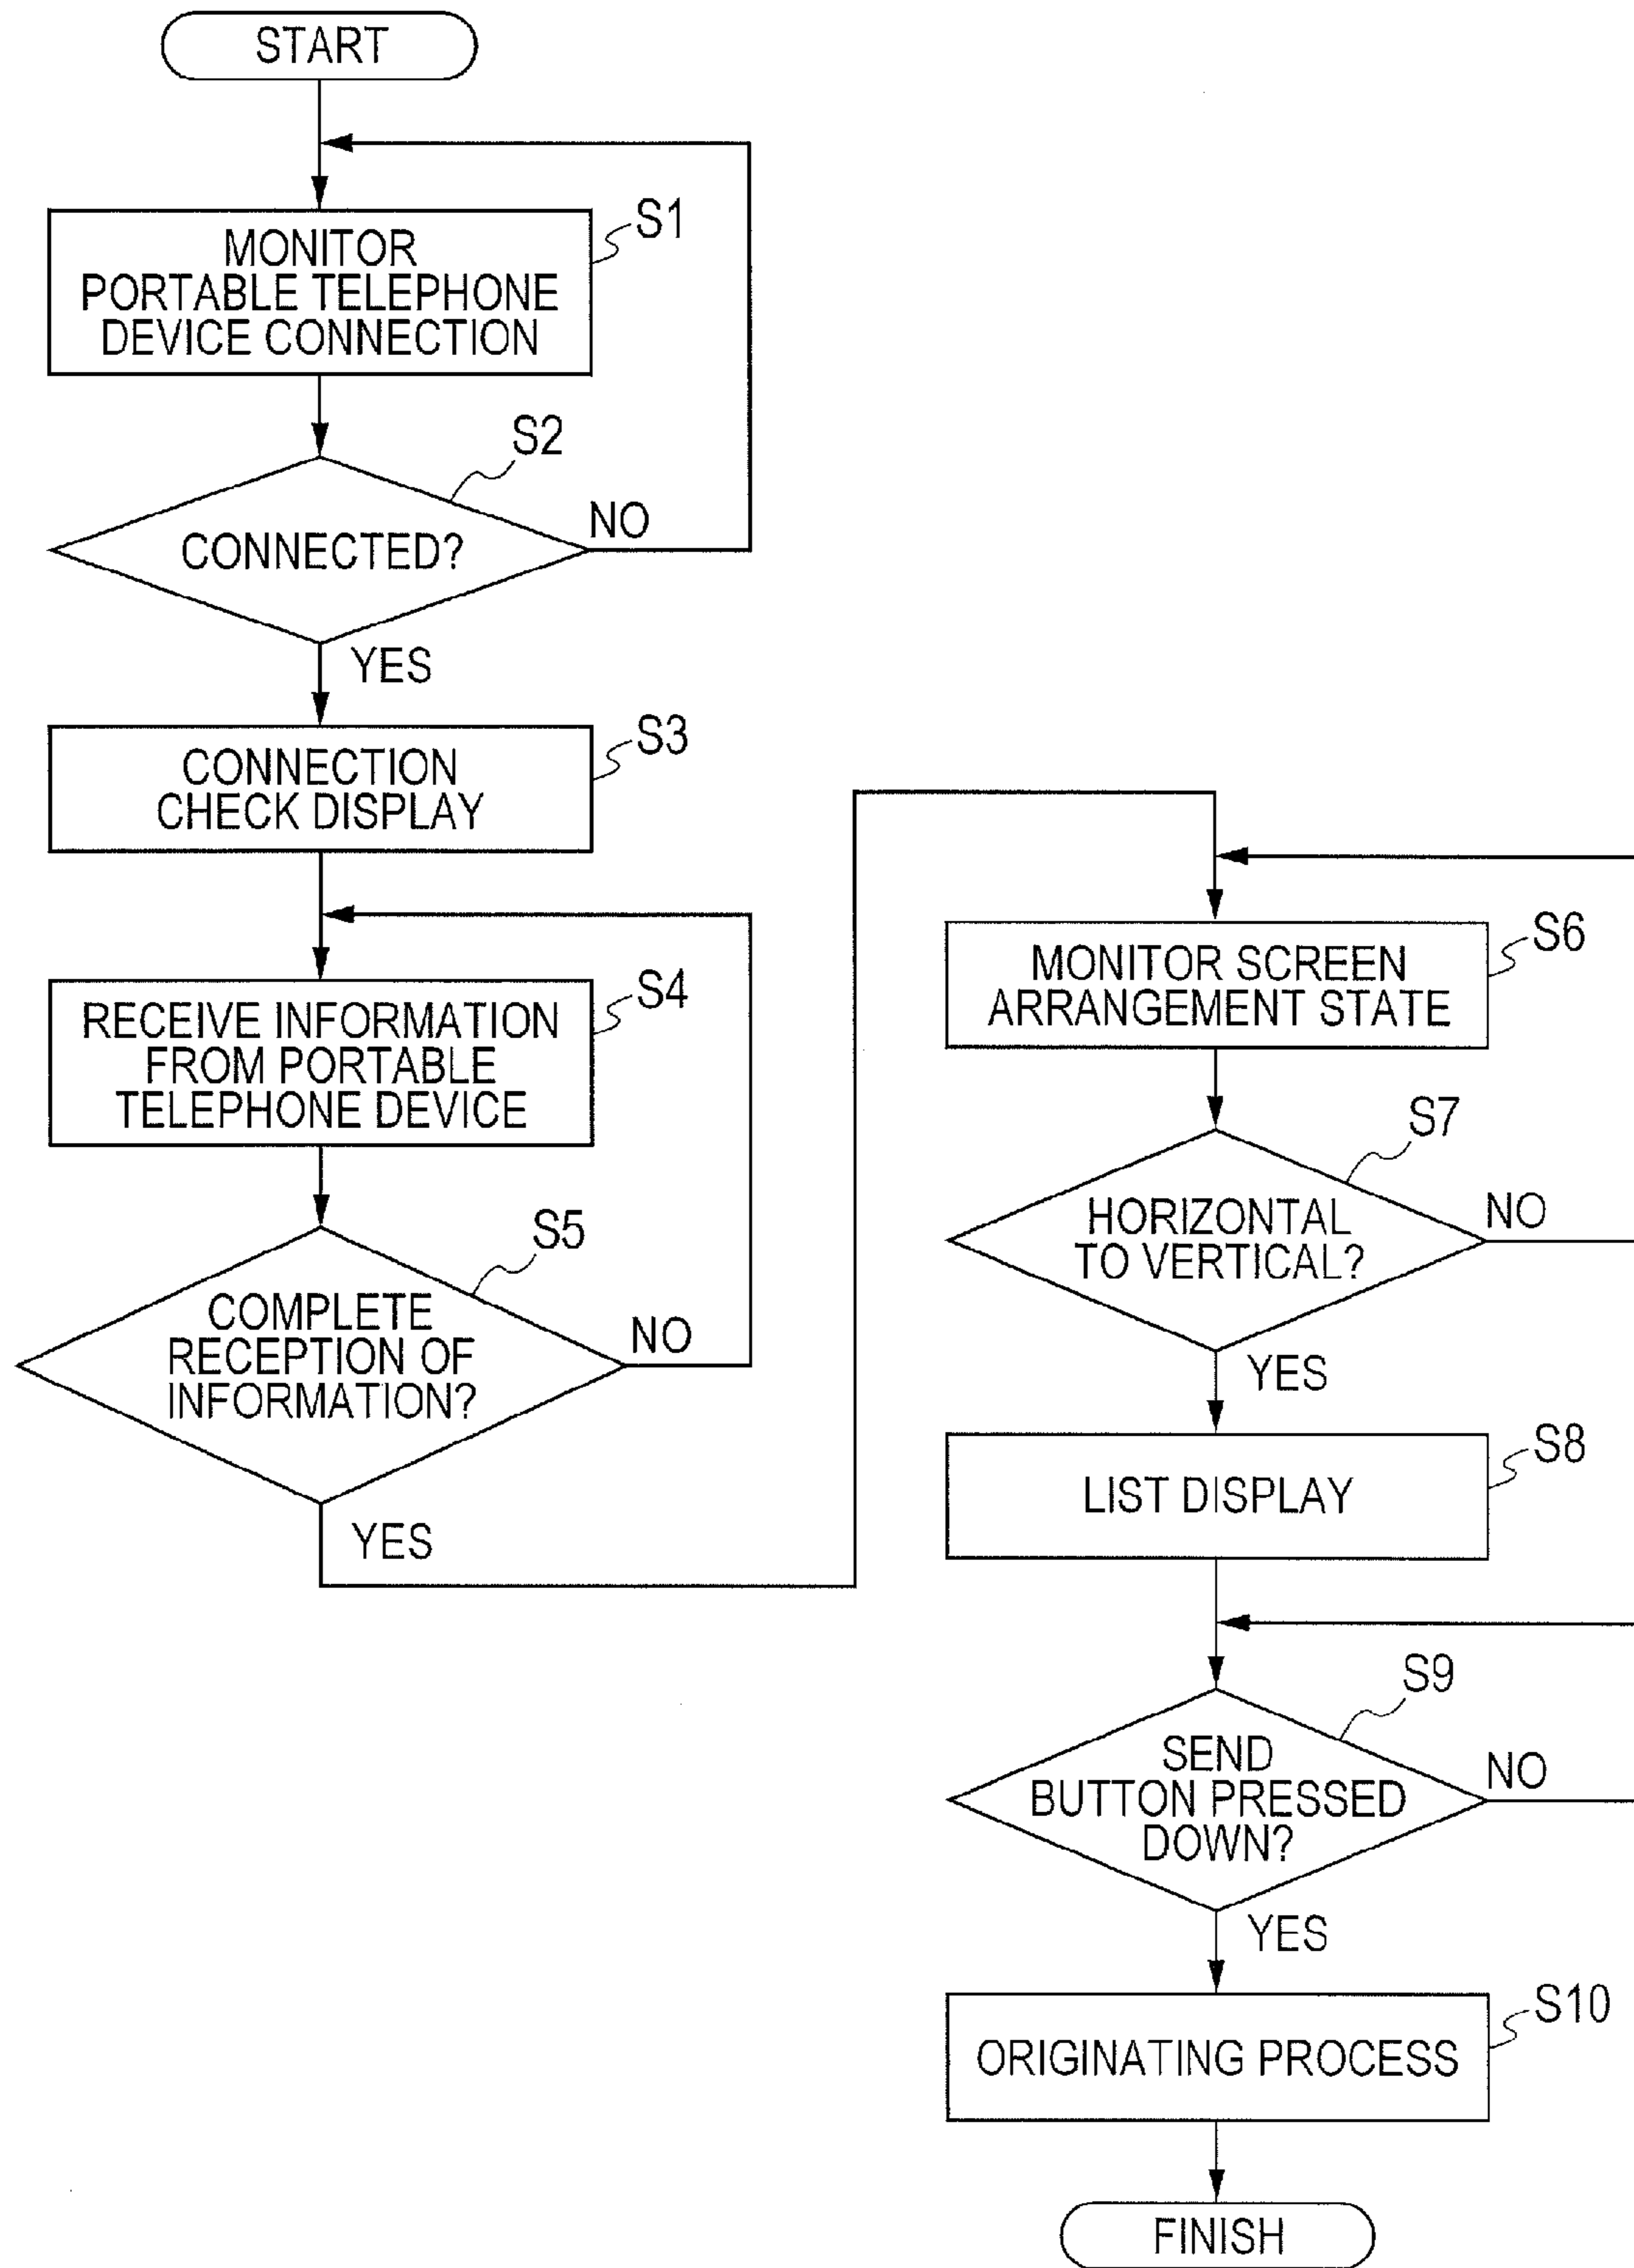 START
S1
MONITOR
PORTABLE TELEPHONE
DEVICE CONNECTION
S2
CONNECTED?
NO
YES
S3
CONNECTION
CHECK DISPLAY
S4
RECEIVE INFORMATION
FROM PORTABLE
TELEPHONE DEVICE
S5
COMPLETE
RECEPTION OF
INFORMATION?
NO
YES
S6
MONITOR SCREEN
ARRANGEMENT STATE
S7
HORIZONTAL
TO VERTICAL?
NO
YES
S8
LIST DISPLAY
S9
SEND
BUTTON PRESSED
DOWN?
NO
YES
S10
ORIGINATING PROCESS
FINISH